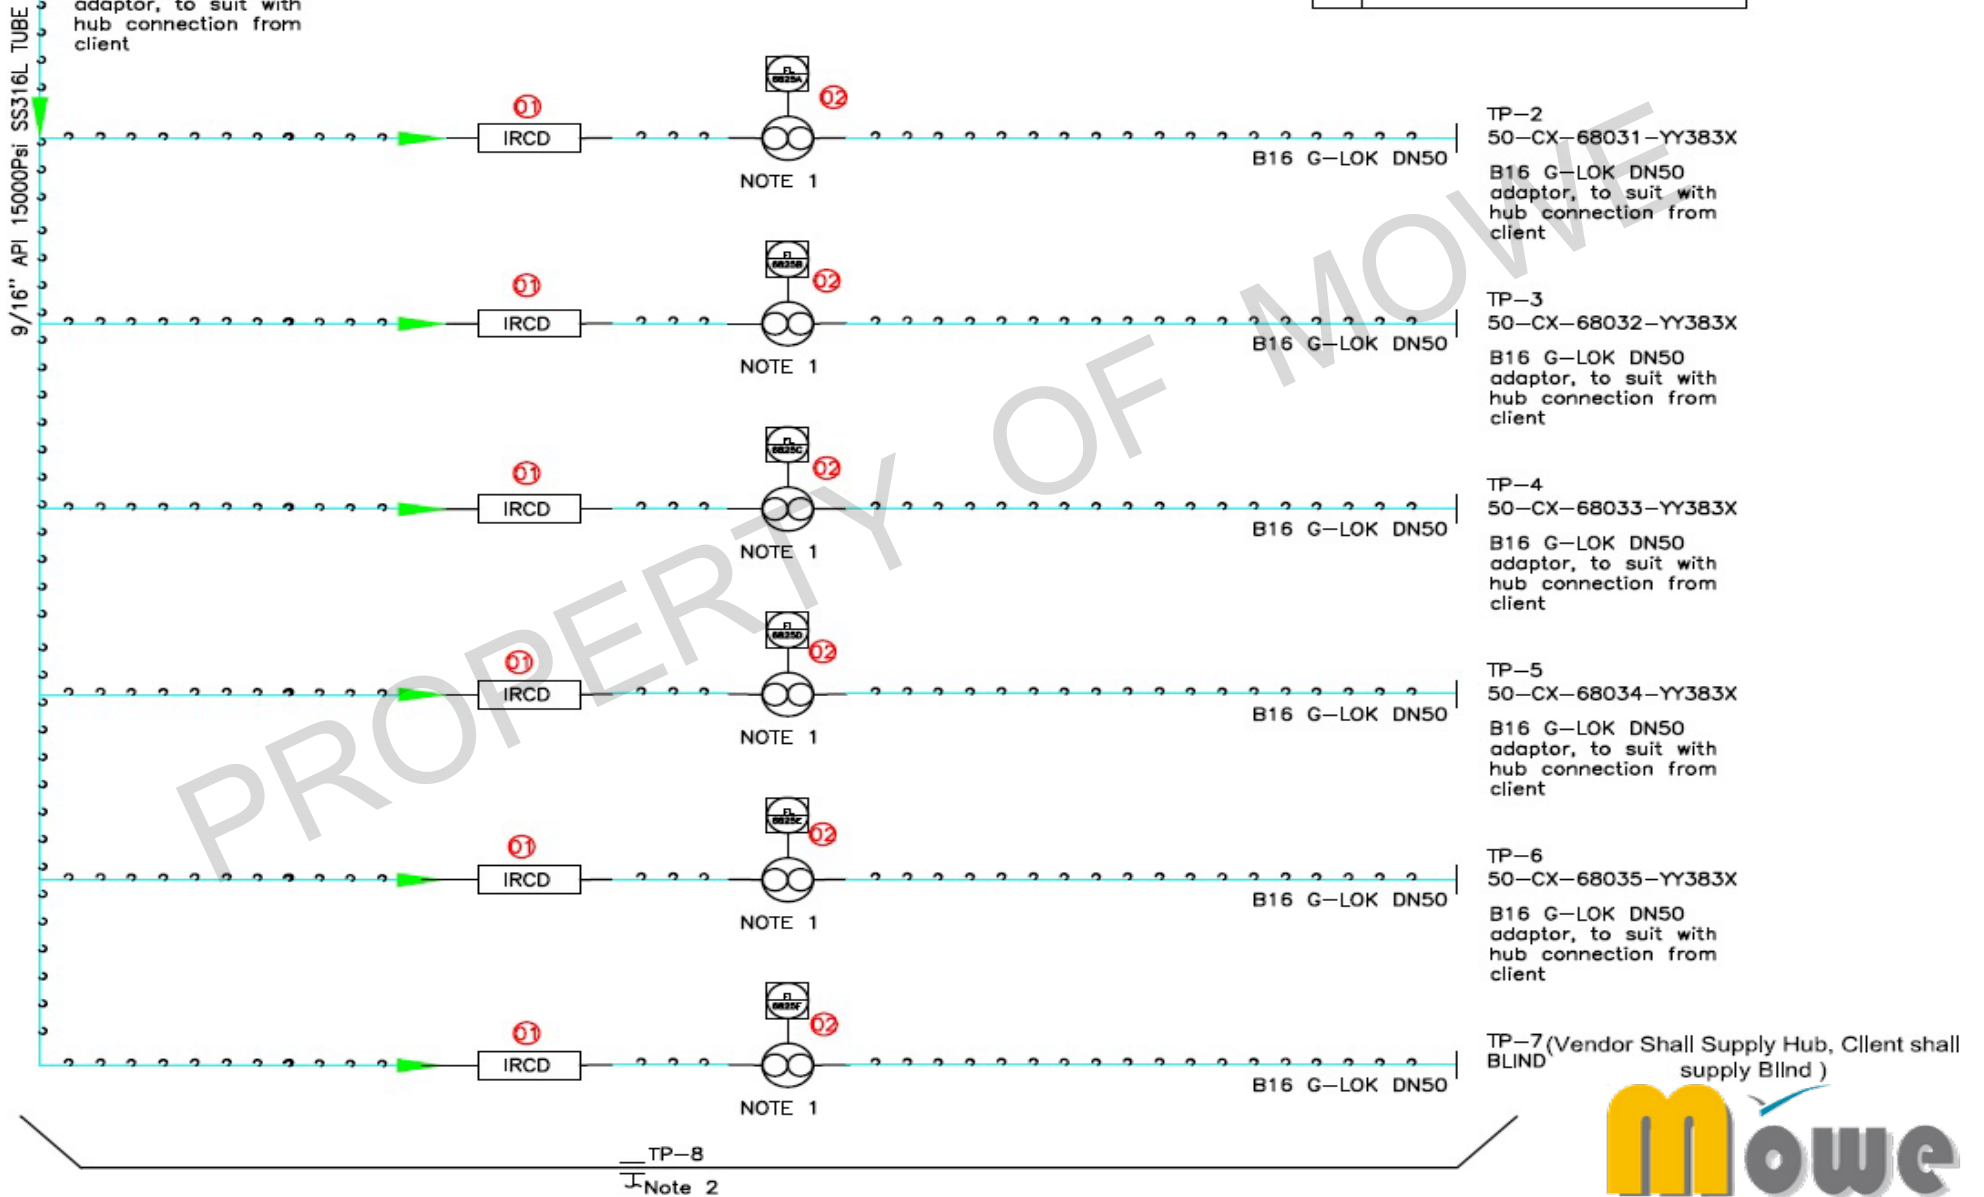 adaptor, to suit with
hub connection from
client
9/16" API 15000Psi SS316L TUBE
01
02
IRCD
NOTE 1
B16 G-LOK DN50
TP-2
50-CX-68031-YY383X
B16 G-LOK DN50
adaptor, to suit with
hub connection from
client
01
02
IRCD
NOTE 1
B16 G-LOK DN50
TP-3
50-CX-68032-YY383X
B16 G-LOK DN50
adaptor, to suit with
hub connection from
client
01
02
IRCD
NOTE 1
B16 G-LOK DN50
TP-4
50-CX-68033-YY383X
B16 G-LOK DN50
adaptor, to suit with
hub connection from
client
01
02
IRCD
NOTE 1
B16 G-LOK DN50
TP-5
50-CX-68034-YY383X
B16 G-LOK DN50
adaptor, to suit with
hub connection from
client
01
02
IRCD
NOTE 1
B16 G-LOK DN50
TP-6
50-CX-68035-YY383X
B16 G-LOK DN50
adaptor, to suit with
hub connection from
client
01
02
IRCD
NOTE 1
B16 G-LOK DN50
TP-7 (Vendor Shall Supply Hub, Client shall
BLIND supply Blind )
TP-8
Note 2
PROPERTY OF MOWE
mowe